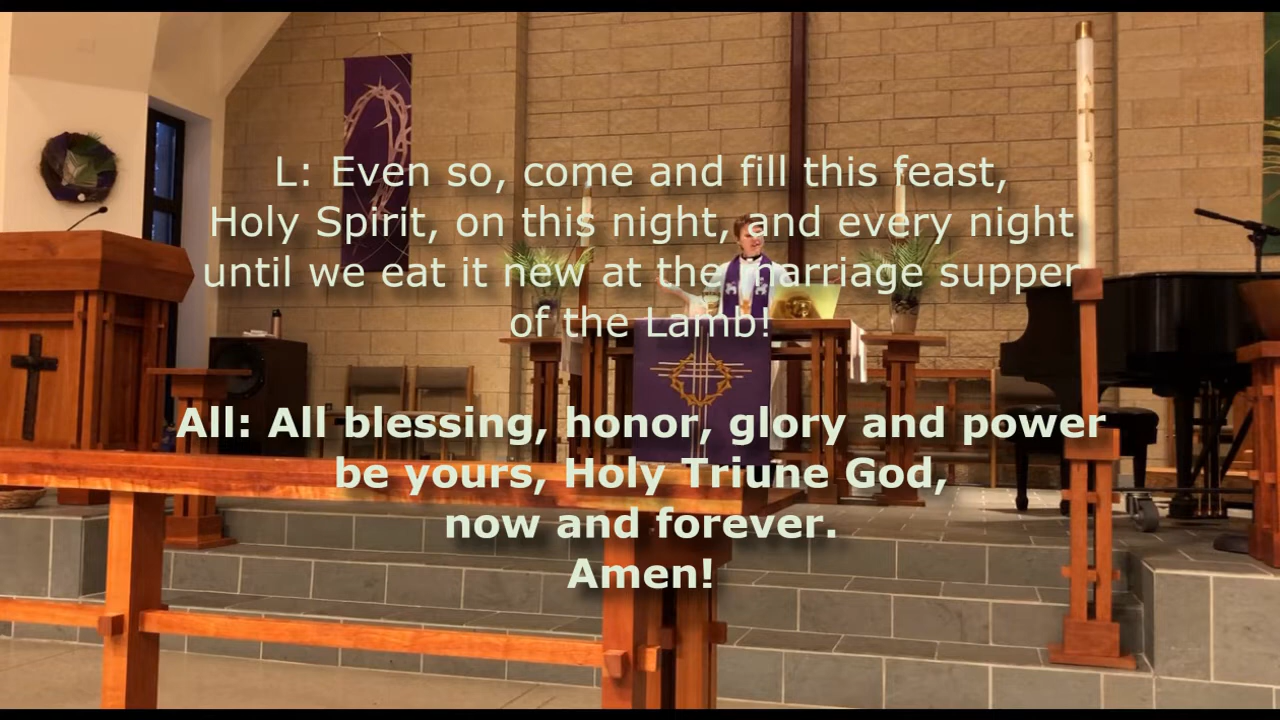 L: Even so, come and fill this feast,
Holy Spirit, on this night, and every night
until we eat it new at the marriage supper
of the Lamb!
All: All blessing, honor, glory and power
be yours, Holy Triune God,
now and forever.
Amen!